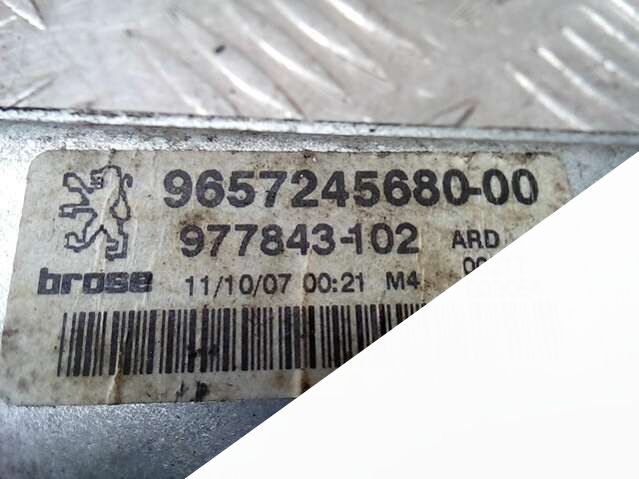 9657245680-00
977843-102 ARD
brose 11/10/07 00:21 M4